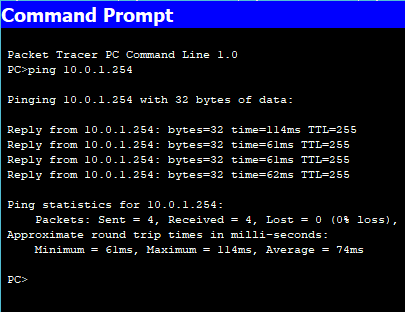 Command Prompt
Packet Tracer PC Command Line 1.0
PC>ping 10.0.1.254
Pinging 10.0.1.254 with 32 bytes of data:
Reply from 10.0.1.254: bytes=32 time=114ms TTL=255
Reply from 10.0.1.254: bytes=32 time=61ms TTL=255
Reply from 10.0.1.254: bytes=32 time=61ms TTL=255
Reply from 10.0.1.254: bytes=32 time=62ms TTL=255
Ping statistics for 10.0.1.254:
Packets: Sent = 4, Received = 4, Lost = 0 (0% loss),
Approximate round trip times in milli-seconds:
Minimum = 61ms, Maximum = 114ms, Average = 74ms
PC>